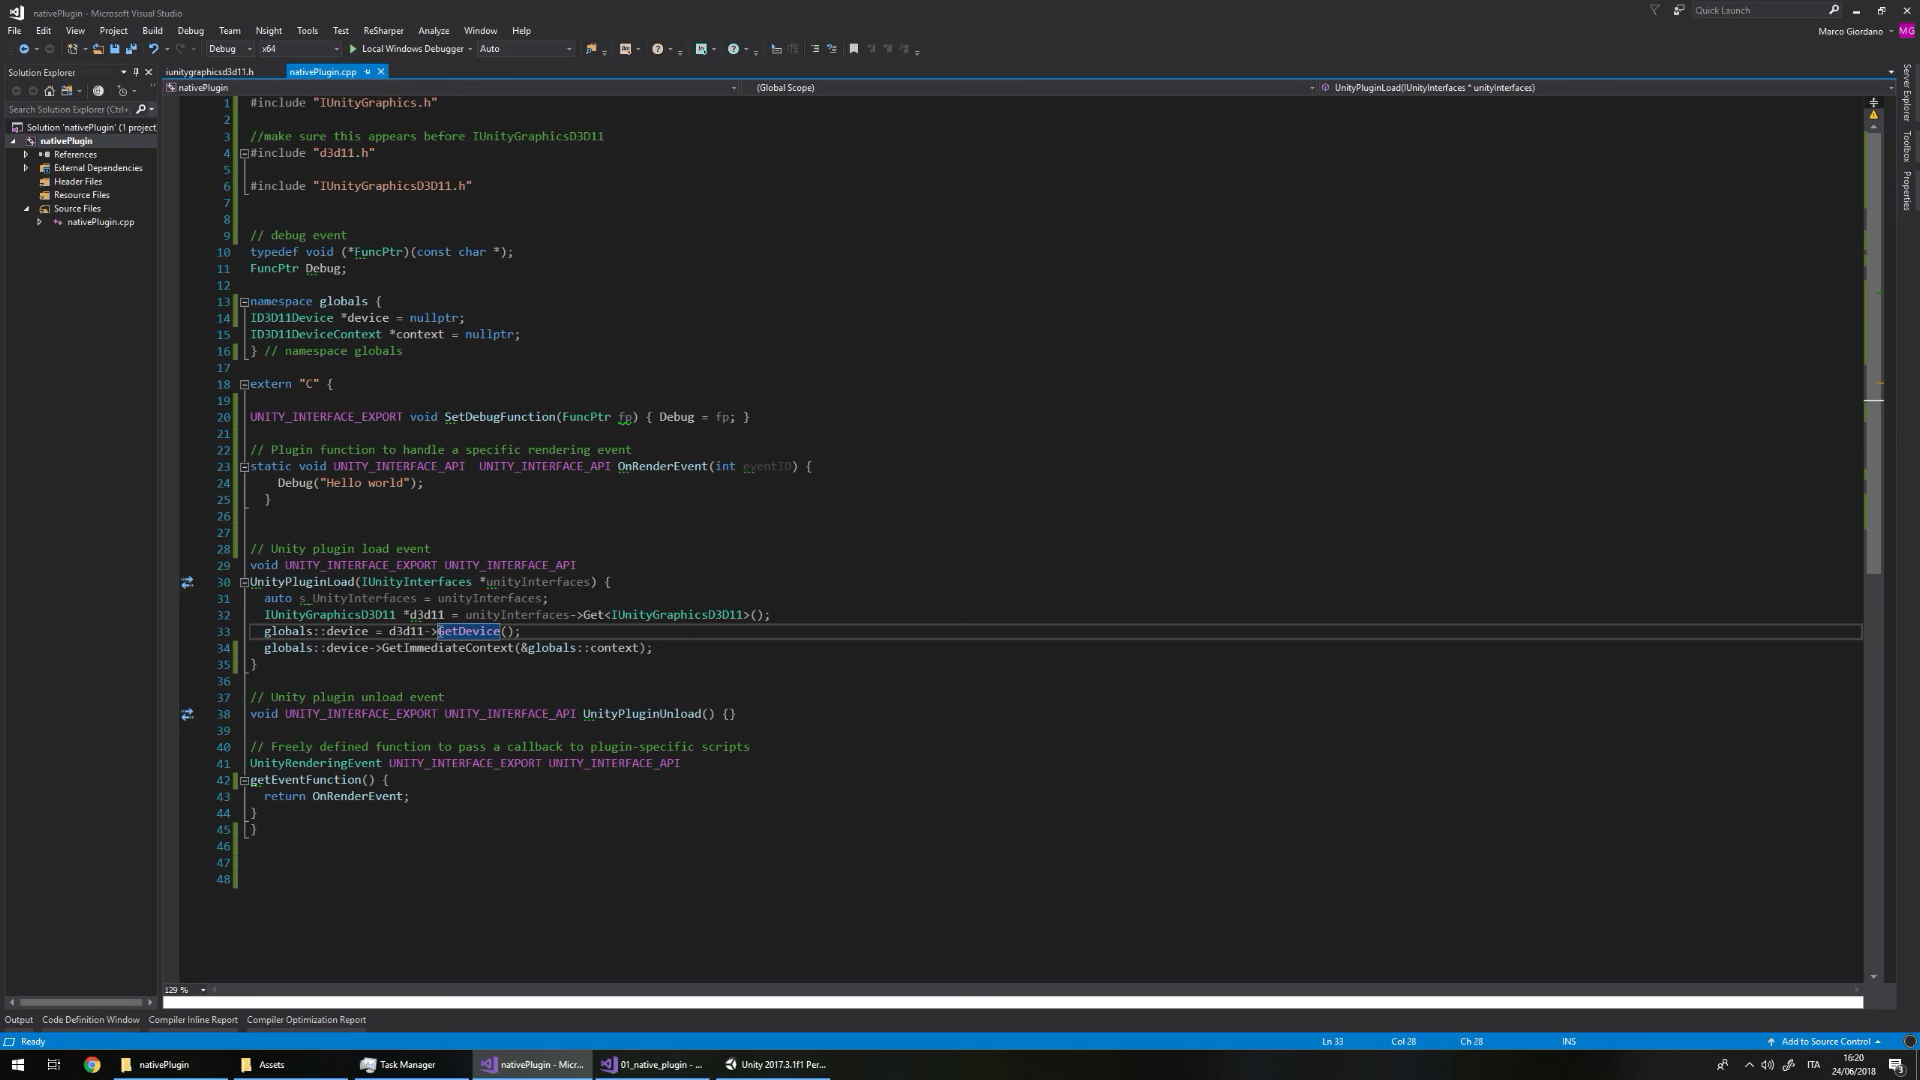 nativePlugin - Microsoft Visual Studio
Quick Launch
File Edit View Project Build Debug Team Nsight Tools Test ReSharper Analyze Window Help
Marco Giordano MG
Debug x64 Local Windows Debugger Auto
Solution Explorer
iunitygraphicsd3d11.h nativePlugin.cpp
nativePlugin (Global Scope) UnityPluginLoad(IUnityInterfaces * unityInterfaces)
Search Solution Explorer (Ctrl+
Solution 'nativePlugin' (1 project
nativePlugin
References
External Dependencies
Header Files
Resource Files
Source Files
nativePlugin.cpp
Server Explorer
Toolbox
Properties
1 #include "IUnityGraphics.h"
2
3 //make sure this appears before IUnityGraphicsD3D11
4 #include "d3d11.h"
5
6 #include "IUnityGraphicsD3D11.h"
7
8
9 // debug event
10 typedef void (*FuncPtr)(const char *);
11 FuncPtr Debug;
12
13 namespace globals {
14 ID3D11Device *device = nullptr;
15 ID3D11DeviceContext *context = nullptr;
16 } // namespace globals
17
18 extern "C" {
19
20 UNITY_INTERFACE_EXPORT void SetDebugFunction(FuncPtr fp) { Debug = fp; }
21
22 // Plugin function to handle a specific rendering event
23 static void UNITY_INTERFACE_API  UNITY_INTERFACE_API OnRenderEvent(int eventID) {
24 Debug("Hello world");
25 }
26
27
28 // Unity plugin load event
29 void UNITY_INTERFACE_EXPORT UNITY_INTERFACE_API
30 UnityPluginLoad(IUnityInterfaces *unityInterfaces) {
31 auto s_UnityInterfaces = unityInterfaces;
32 IUnityGraphicsD3D11 *d3d11 = unityInterfaces->Get<IUnityGraphicsD3D11>();
33 globals::device = d3d11->GetDevice();
34 globals::device->GetImmediateContext(&globals::context);
35 }
36
37 // Unity plugin unload event
38 void UNITY_INTERFACE_EXPORT UNITY_INTERFACE_API UnityPluginUnload() {}
39
40 // Freely defined function to pass a callback to plugin-specific scripts
41 UnityRenderingEvent UNITY_INTERFACE_EXPORT UNITY_INTERFACE_API
42 getEventFunction() {
43 return OnRenderEvent;
44 }
45 }
46
47
48
129 %
Output Code Definition Window Compiler Inline Report Compiler Optimization Report
Ready Ln 33 Col 28 Ch 28 INS Add to Source Control
nativePlugin Assets Task Manager nativePlugin - Micr... 01_native_plugin - ... Unity 2017.3.1f1 Per... ITA 16:20
24/06/2018 3